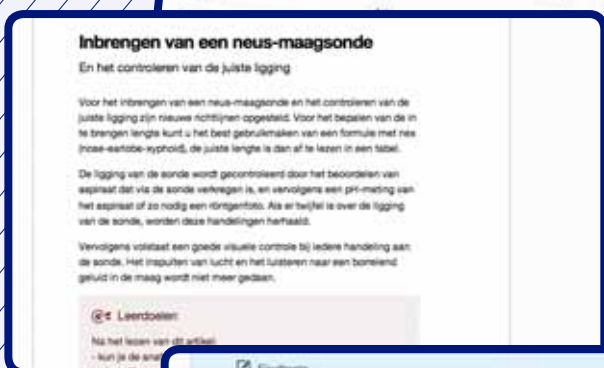 Inbrengen van een neus-maagsonde
En het controleren van de juiste ligging
Voor het inbrengen van een neus-maagsonde en het controleren van de
juiste ligging zijn nieuwe richtlijnen opgesteld. Voor het bepalen van de in
te brengen lengte kunt u het best gebruikmaken van een formule met nex
(nose-earlobe-xyphoid), de juiste lengte is dan af te lezen in een tabel.
De ligging van de sonde wordt gecontroleerd door het beoordelen van
aspiraat dat via de sonde verkregen is, en vervolgens een pH-meting van
het aspiraat of zo nodig een röntgenfoto. Als er twijfel is over de ligging
van de sonde, worden deze handelingen herhaald.
Vervolgens volstaat een goede visuele controle bij iedere handeling aan
de sonde. Het inspuiten van lucht en het luisteren naar een borrelend
geluid in de maag wordt niet meer gedaan.
Leerdoelen
Na het lezen van dit artikel:
- kun je de